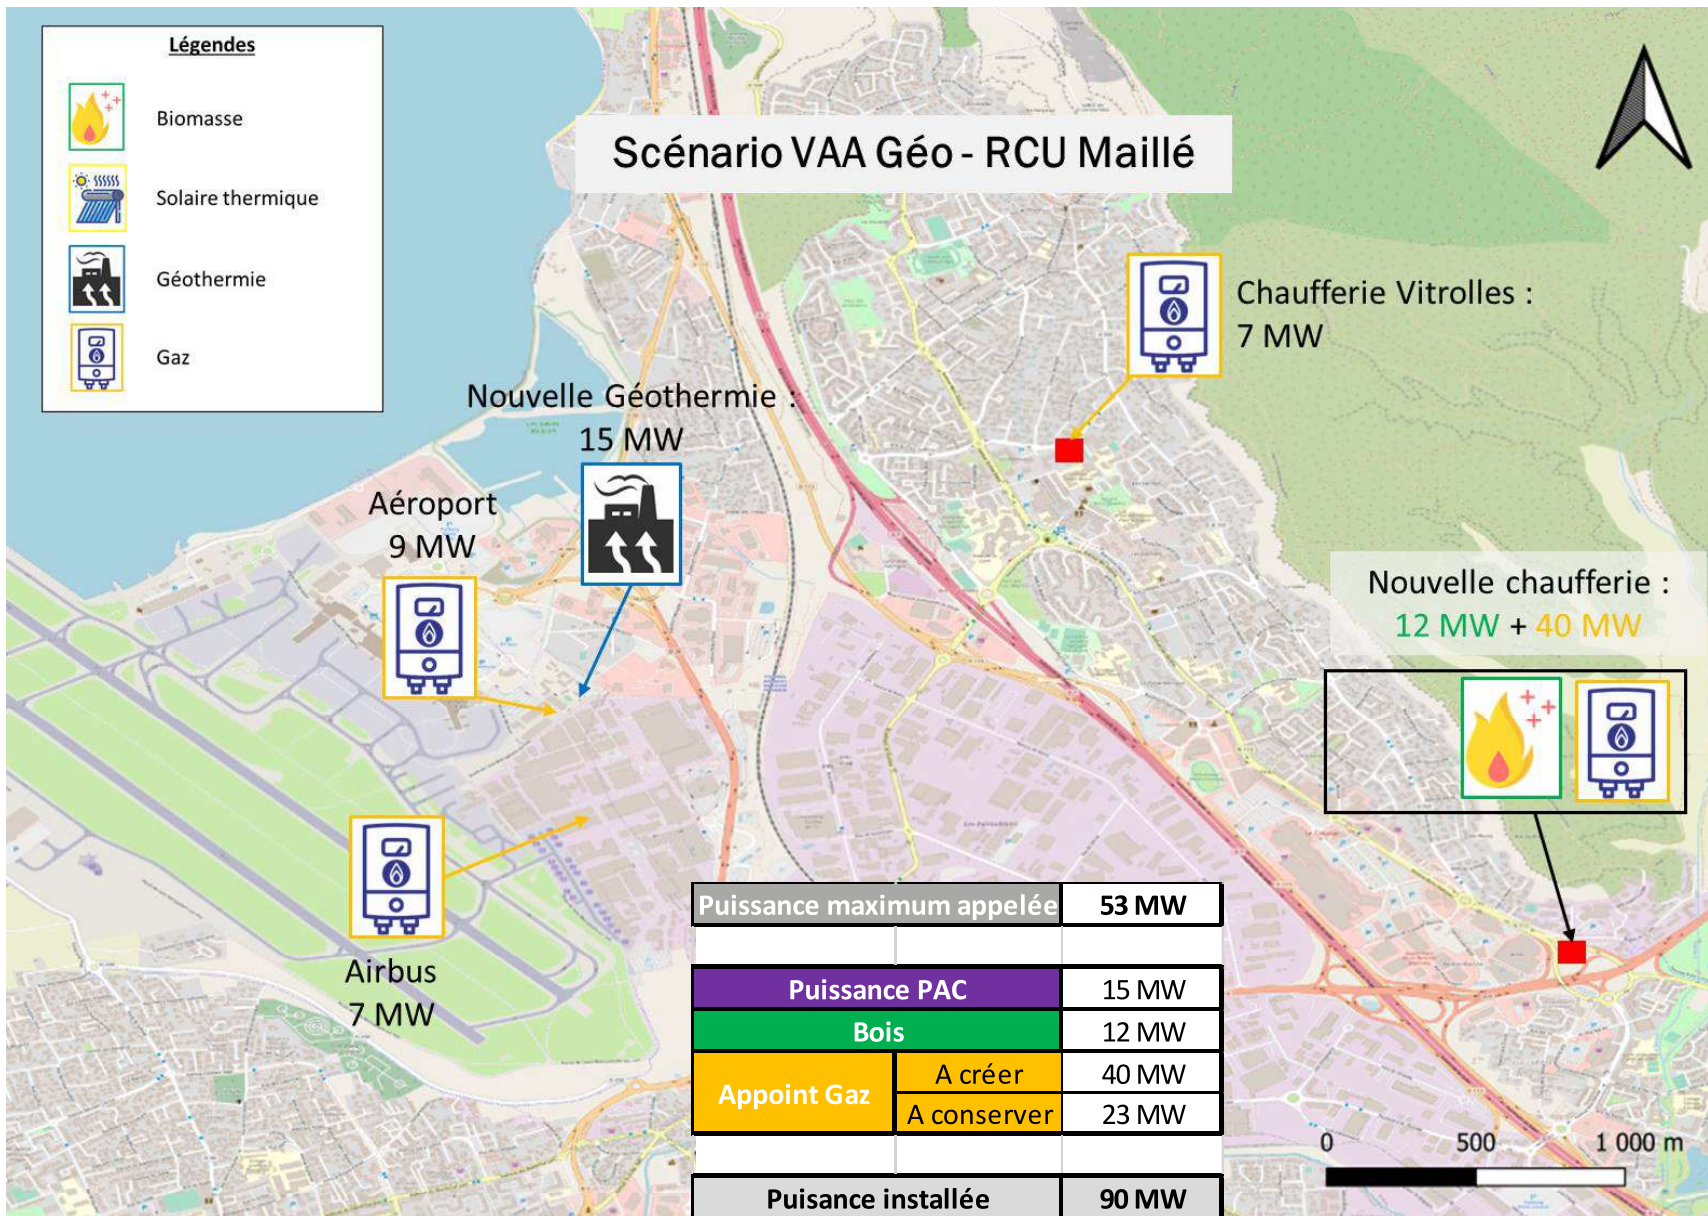 Légendes
Biomasse
Solaire thermique
Géothermie
Gaz
Scénario VAA Géo - RCU Maillé
Chaufferie Vitrolles :
7 MW
Nouvelle Géothermie :
15 MW
Aéroport
9 MW
Nouvelle chaufferie :
12 MW + 40 MW
Airbus
7 MW
Puissance maximum appelée 53 MW
Puissance PAC 15 MW
Bois 12 MW
Appoint Gaz
A créer 40 MW
A conserver 23 MW
Puisance installée 90 MW
0 500 1 000 m